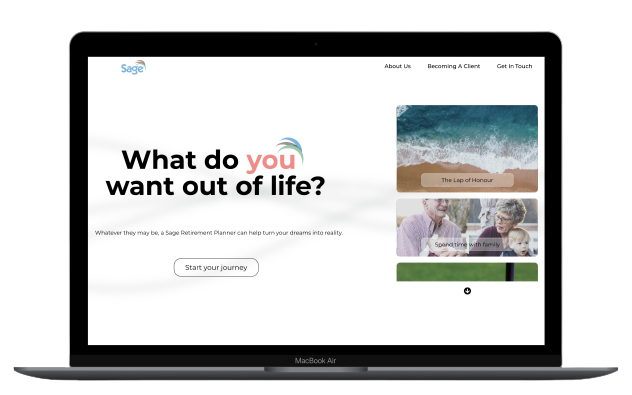 Sage
About Us
Becoming A Client
Get In Touch
What do you
want out of life?
Whatever they may be, a Sage Retirement Planner can help turn your dreams into reality.
Start your journey
The Lap of Honour
Spend time with family
MacBook Air